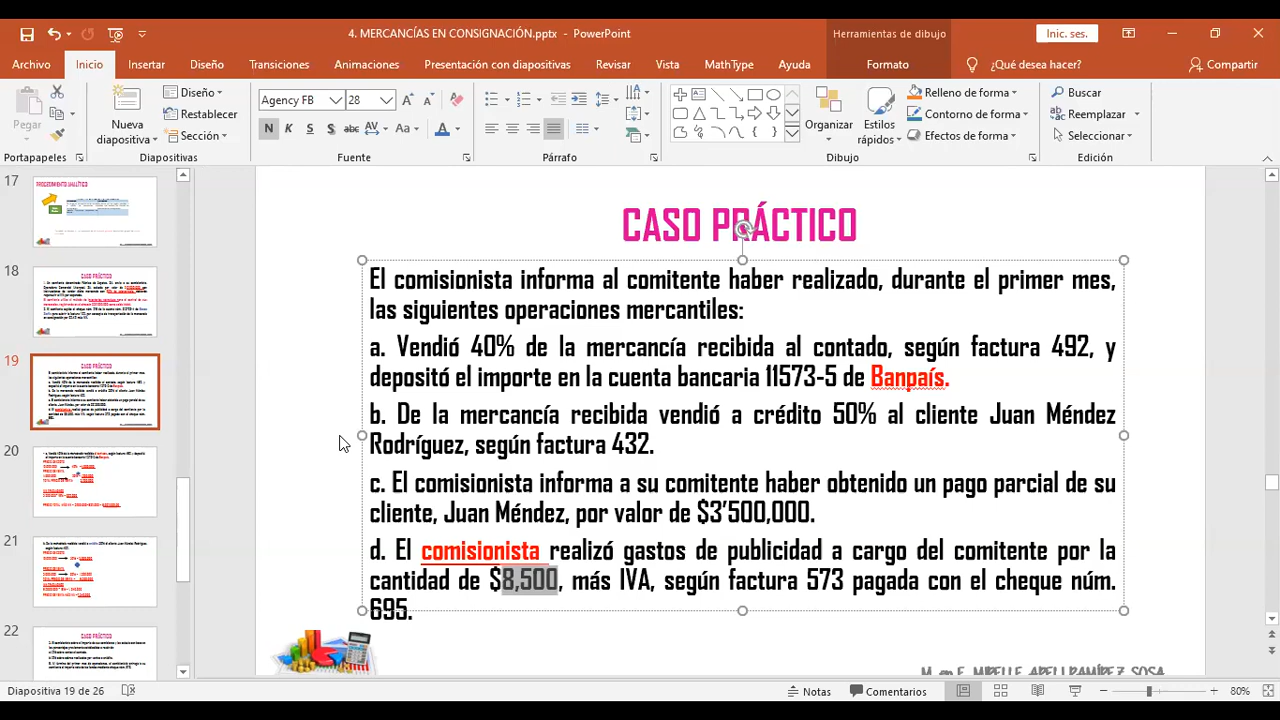 4. MERCANCÍAS EN CONSIGNACIÓN.pptx - PowerPoint
Herramientas de dibujo
Inic. ses.
Archivo Inicio Insertar Diseño Transiciones Animaciones Presentación con diapositivas Revisar Vista MathType Ayuda Formato ¿Qué desea hacer? Compartir
Pegar
Nueva diapositiva
Diseño
Restablecer
Sección
Agency FB 28
N K S S abc AV Aa A
Organizar
Estilos rápidos
Relleno de forma
Contorno de forma
Efectos de forma
Buscar
Reemplazar
Seleccionar
Portapapeles Diapositivas Fuente Párrafo Dibujo Edición
17
PROCEDIMIENTO ANALÍTICO
18
CASO PRÁCTICO
19
CASO PRÁCTICO
20
21
22
CASO PRÁCTICO
CASO PRÁCTICO
El comisionista informa al comitente haber realizado, durante el primer mes,
las siguientes operaciones mercantiles:
a. Vendió 40% de la mercancía recibida al contado, según factura 492, y
depositó el importe en la cuenta bancaria 11573-5 de Banpaís.
b. De la mercancía recibida vendió a crédito 50% al cliente Juan Méndez
Rodríguez, según factura 432.
c. El comisionista informa a su comitente haber obtenido un pago parcial de su
cliente, Juan Méndez, por valor de $3’500,000.
d. El comisionista realizó gastos de publicidad a cargo del comitente por la
cantidad de $ ,500, más IVA, según factura 573 pagada con el cheque núm.
695.
Diapositiva 19 de 26
Notas
Comentarios
80%